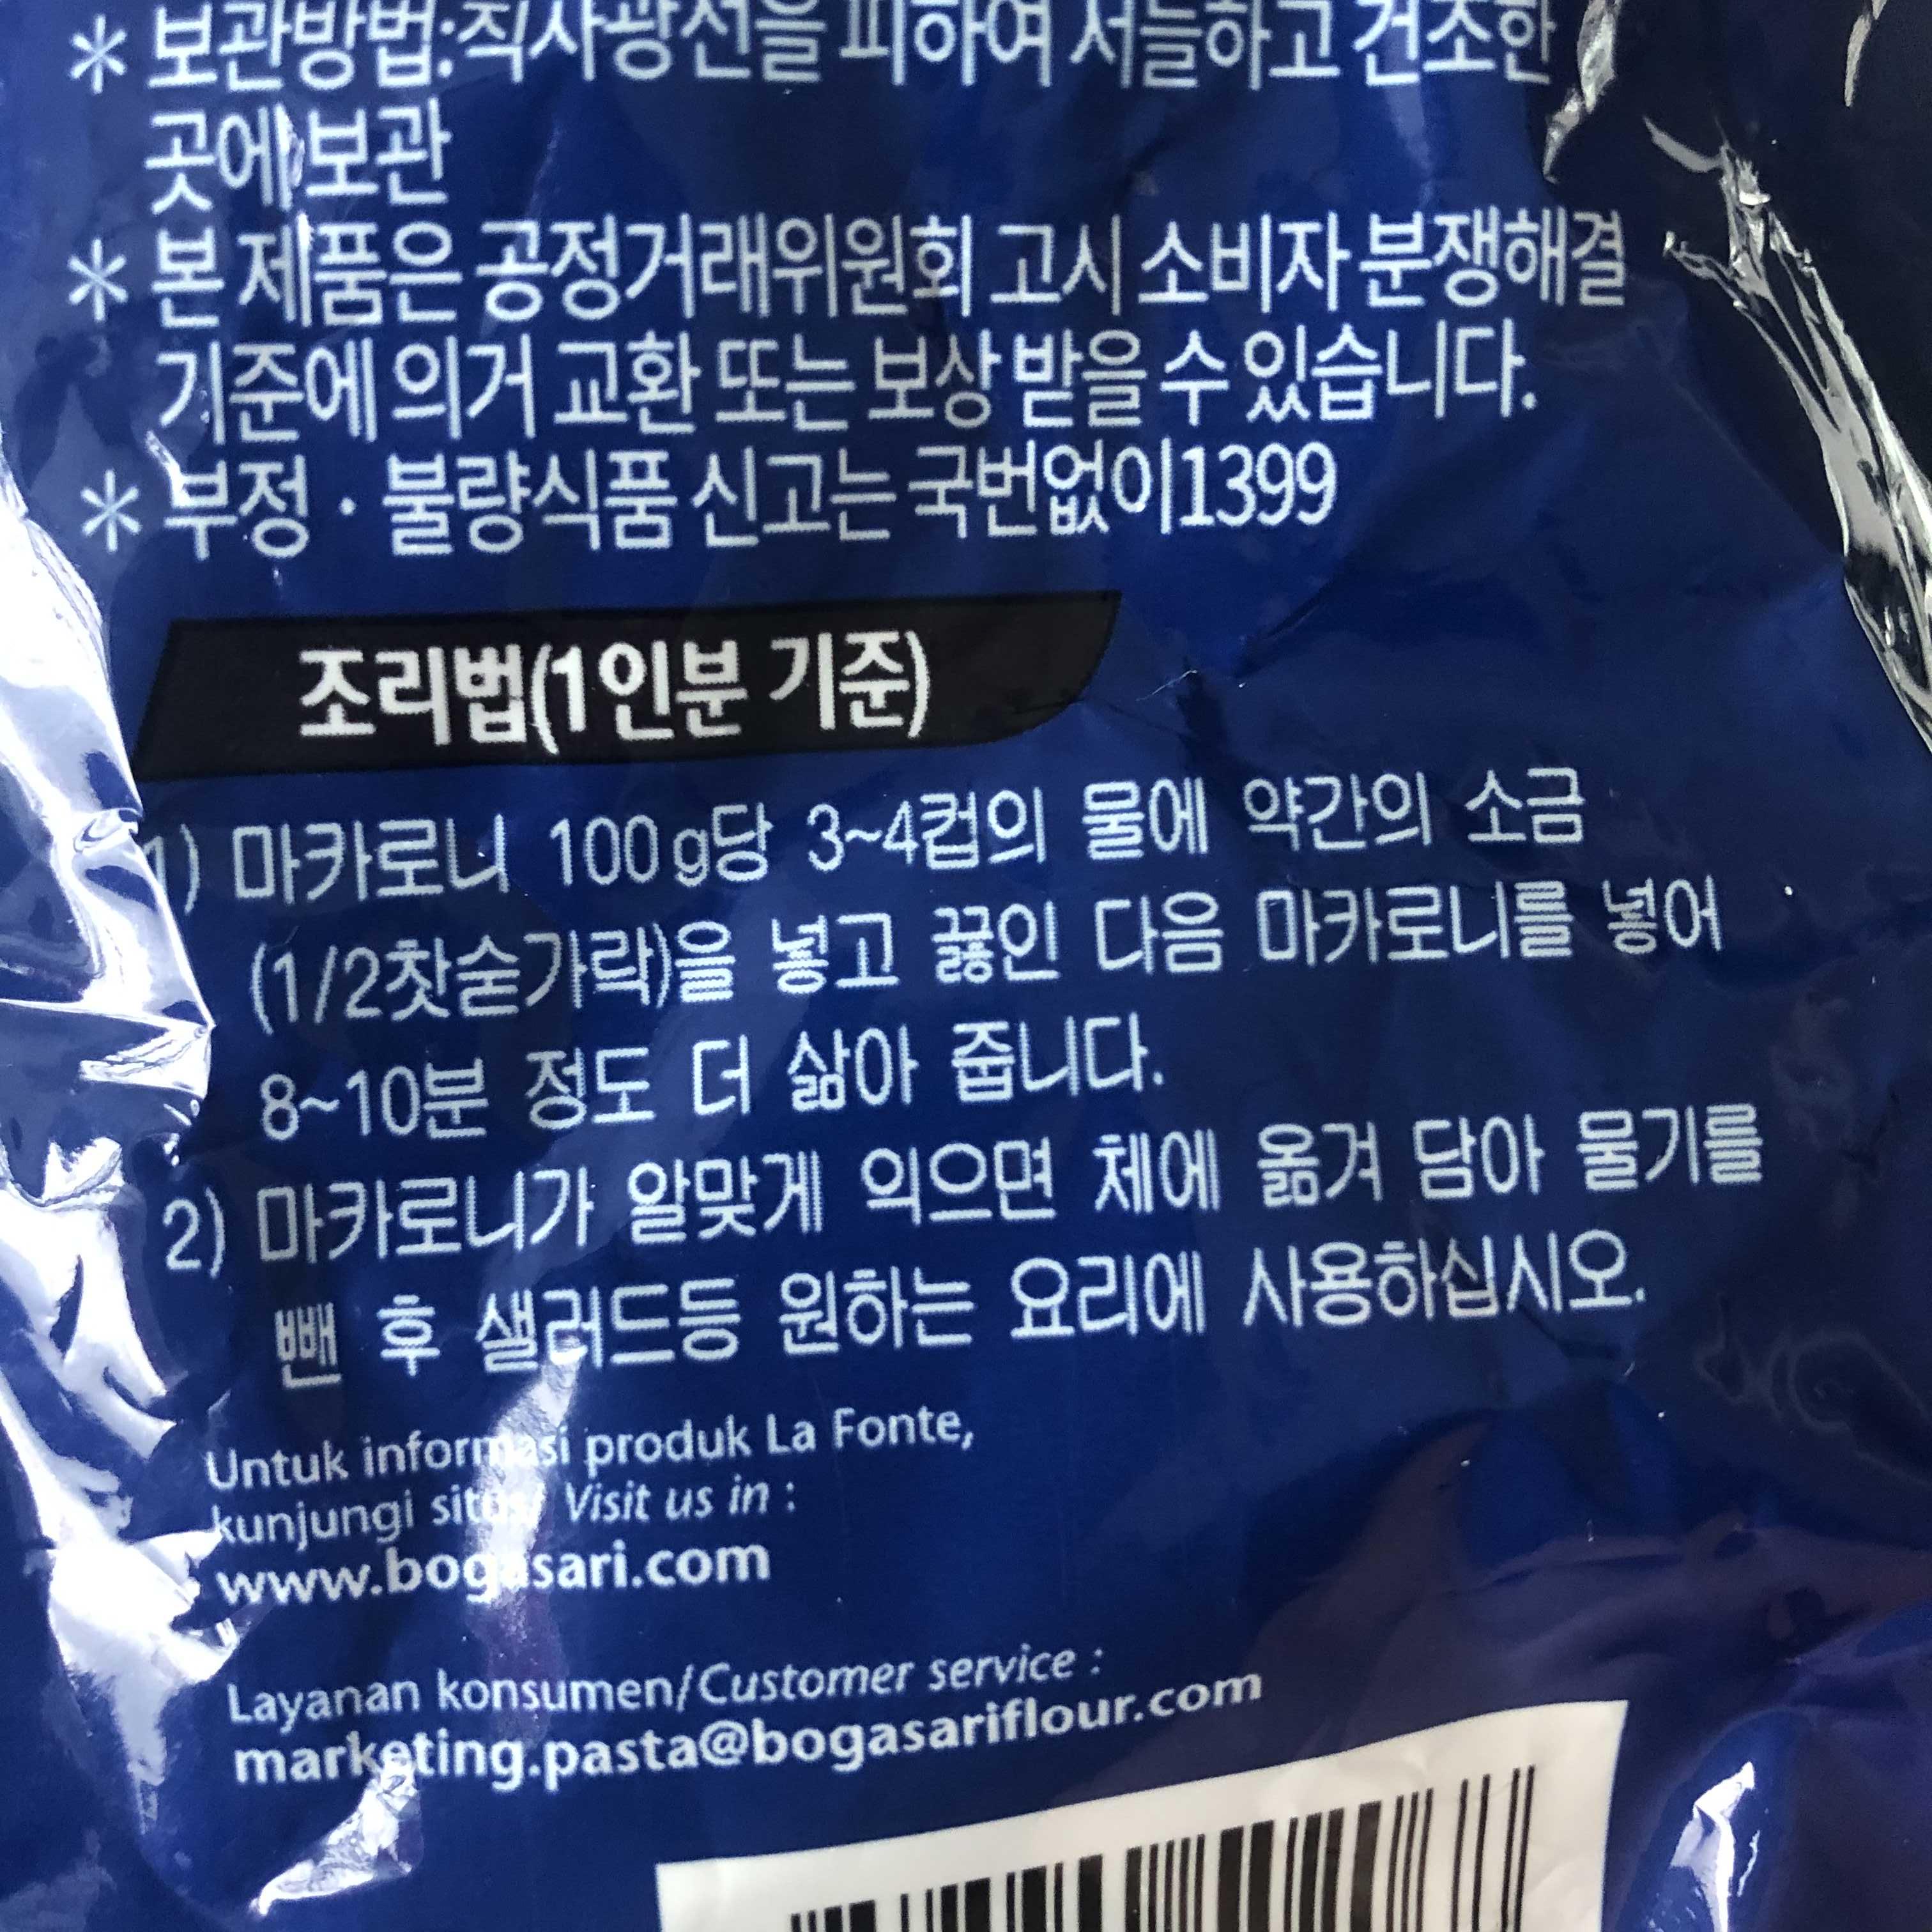 * 보관방법:직사광선을 피하여 서늘하고 건조한
곳에 보관
* 본 제품은 공정거래위원회 고시 소비자 분쟁해결
기준에 의거 교환 또는 보상 받을 수 있습니다.
* 부정 · 불량식품 신고는 국번없이1399
조리법(1인분 기준)
1) 마카로니 100g당 3~4컵의 물에 약간의 소금
(1/2찻숟가락)을 넣고 끓인 다음 마카로니를 넣어
8~10분 정도 더 삶아 줍니다.
2) 마카로니가 알맞게 익으면 체에 옮겨 담아 물기를
뺀 후 샐러드등 원하는 요리에 사용하십시오.
Untuk informasi produk La Fonte,
kunjungi situs/ Visit us in :
www.bogasari.com
Layanan konsumen/Customer service :
marketing.pasta@bogasariflour.com